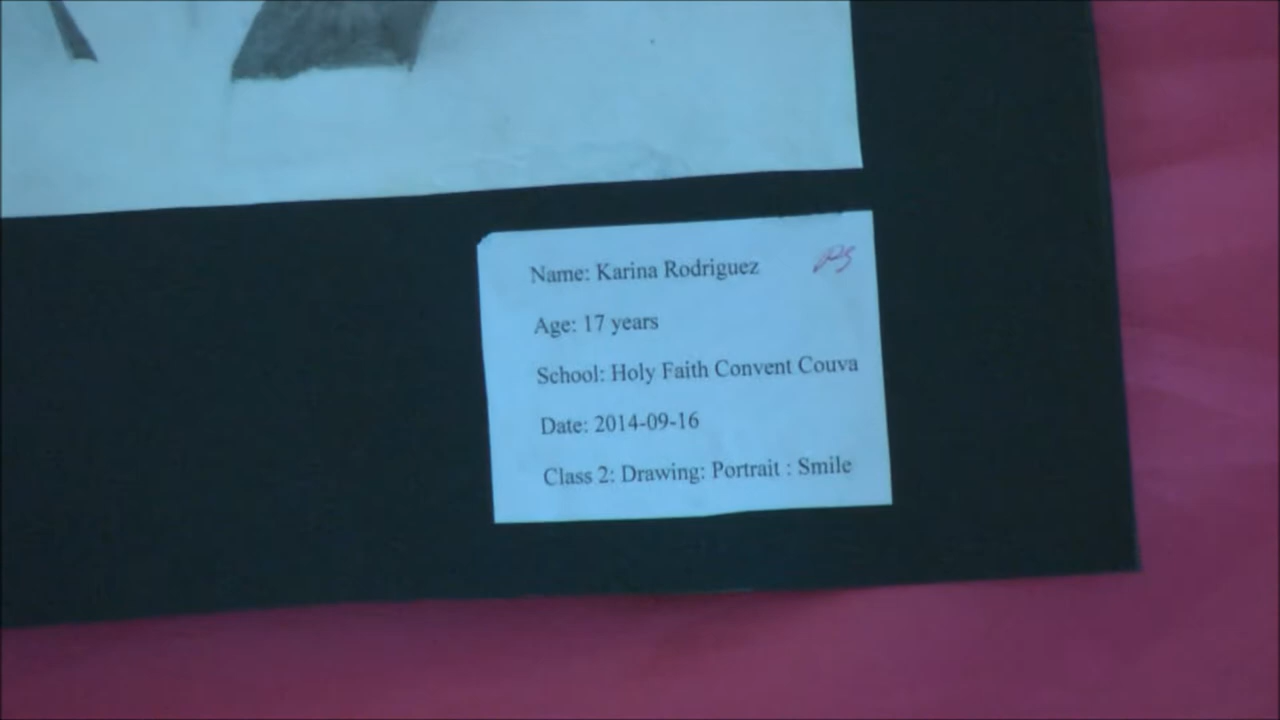 Name: Karina Rodriguez
Age: 17 years
School: Holy Faith Convent Couva
Date: 2014-09-16
Class 2: Drawing: Portrait : Smile